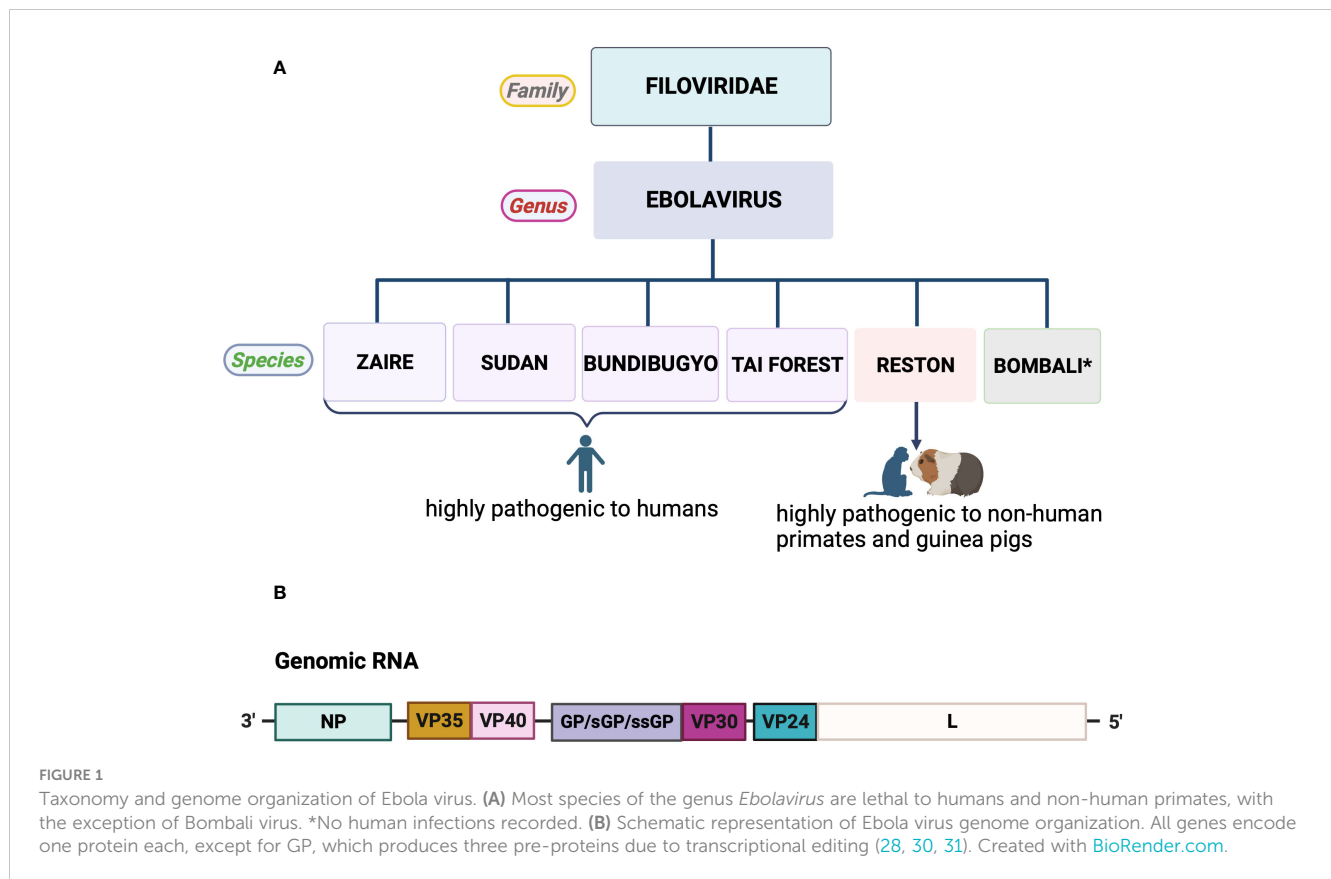 A
Family
FILOVIRIDAE
Genus
EBOLAVIRUS
Species
ZAIRE
SUDAN
BUNDIBUGYO
TAI FOREST
RESTON
BOMBALI*
highly pathogenic to humans
highly pathogenic to non-human
primates and guinea pigs
B
Genomic RNA
3' NP VP35 VP40 GP/sGP/ssGP VP30 VP24 L 5'
FIGURE 1
Taxonomy and genome organization of Ebola virus. (A) Most species of the genus Ebolavirus are lethal to humans and non-human primates, with
the exception of Bombali virus. *No human infections recorded. (B) Schematic representation of Ebola virus genome organization. All genes encode
one protein each, except for GP, which produces three pre-proteins due to transcriptional editing (28, 30, 31). Created with BioRender.com.